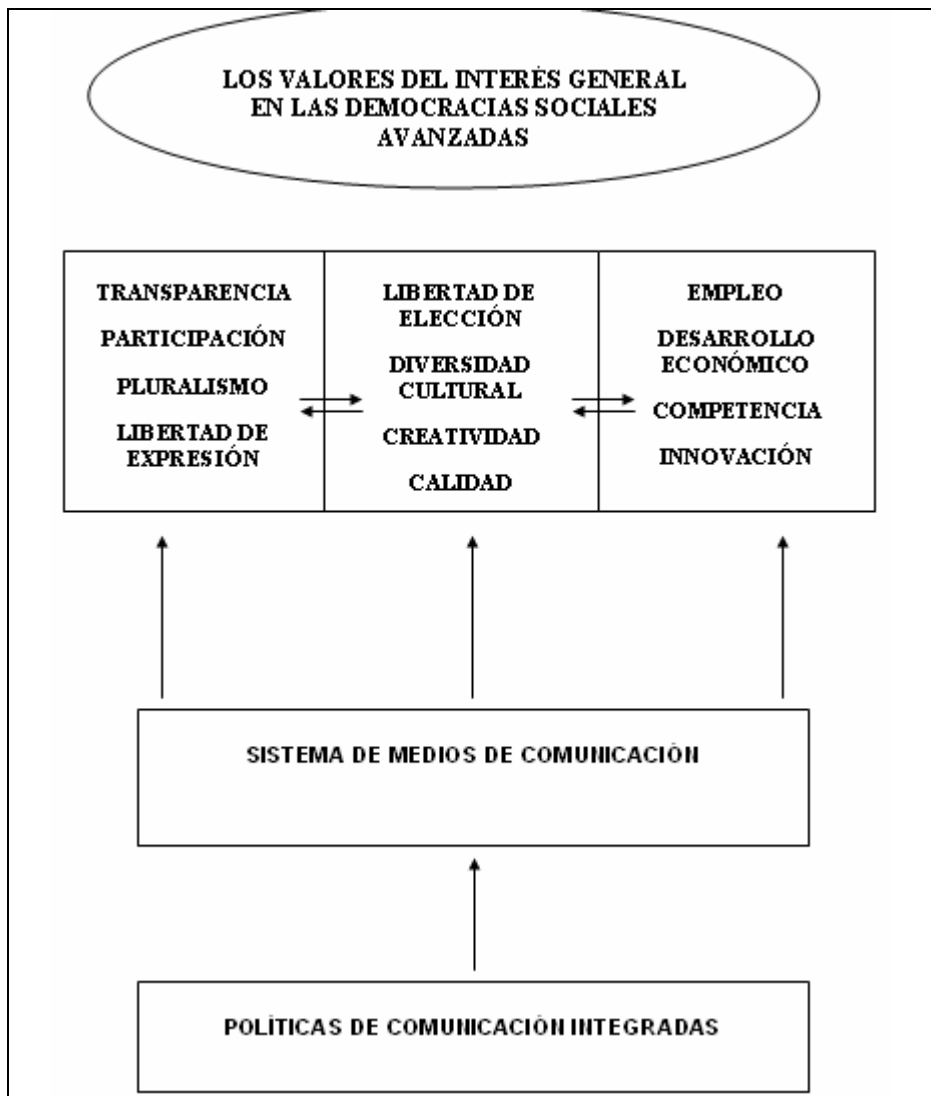 LOS VALORES DEL INTERÉS GENERAL
EN LAS DEMOCRACIAS SOCIALES
AVANZADAS
TRANSPARENCIA
PARTICIPACIÓN
PLURALISMO
LIBERTAD DE
EXPRESIÓN
LIBERTAD DE
ELECCIÓN
DIVERSIDAD
CULTURAL
CREATIVIDAD
CALIDAD
EMPLEO
DESARROLLO
ECONÓMICO
COMPETENCIA
INNOVACIÓN
SISTEMA DE MEDIOS DE COMUNICACIÓN
POLÍTICAS DE COMUNICACIÓN INTEGRADAS